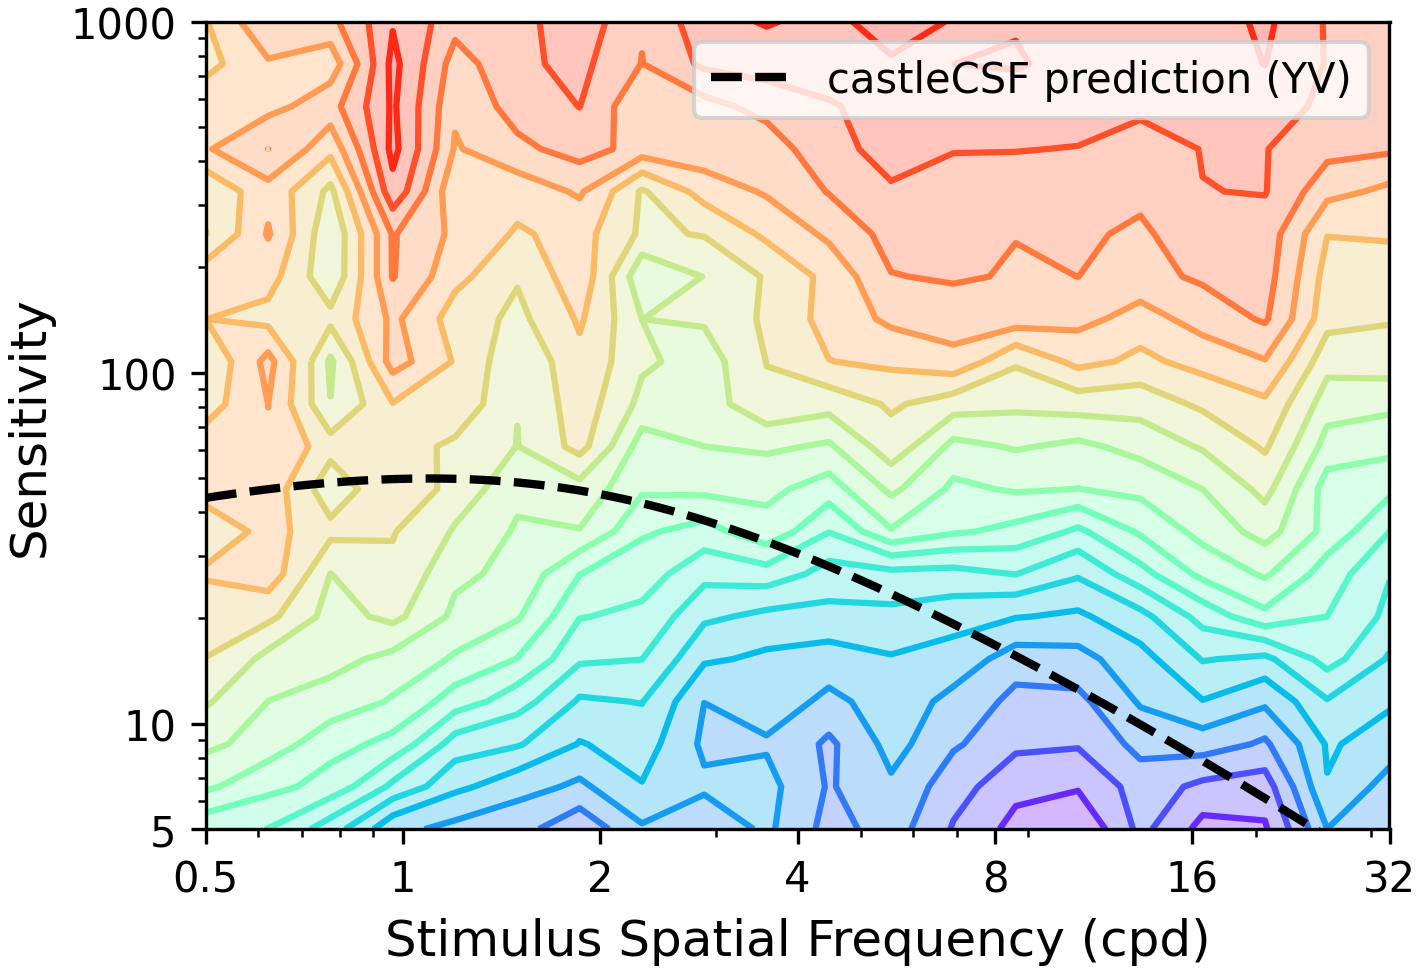 1000
castleCSF prediction (YV)
Sensitivity
100
10
5
0.5 1 2 4 8 16 32
Stimulus Spatial Frequency (cpd)